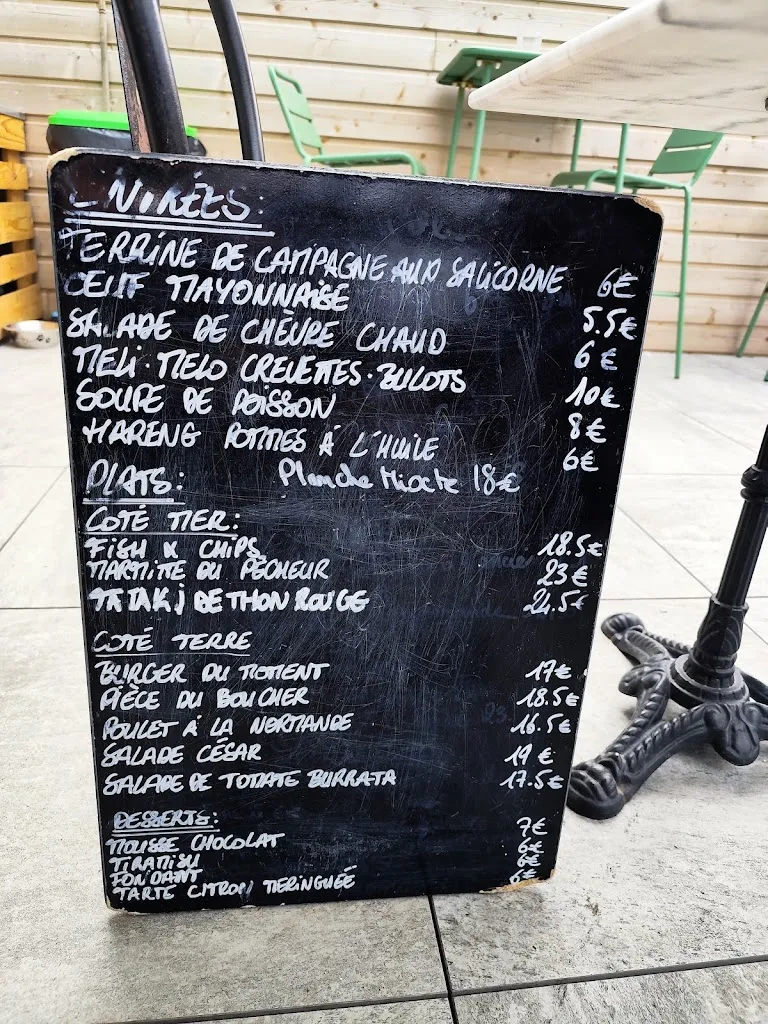 ENTRÉES:
TERRINE DE CAMPAGNE AUX SALICORNE 6€
OEUF MAYONNAISE 5.5€
SALADE DE CHÈVRE CHAUD 6€
MELI-MELO CREVETTES-BULOTS 10€
SOUPE DE POISSON 8€
HARENG POMMES À L'HUILE 6€
PLATS: Planche Mixte 18€
COTÉ MER:
FISH & CHIPS 18.5€
MARMITE DU PÊCHEUR 23€
TATAKI DE THON ROUGE 24.5€
COTÉ TERRE
BURGER DU MOMENT 17€
PIÈCE DU BOUCHER 18.5€
POULET À LA NORMANDE 16.5€
SALADE CÉSAR 19€
SALADE DE TOMATE BURRATA 17.5€
DESSERTS:
MOUSSE CHOCOLAT 7€
TIRAMISU 6€
FONDANT 6€
TARTE CITRON MERINGUÉE 6€